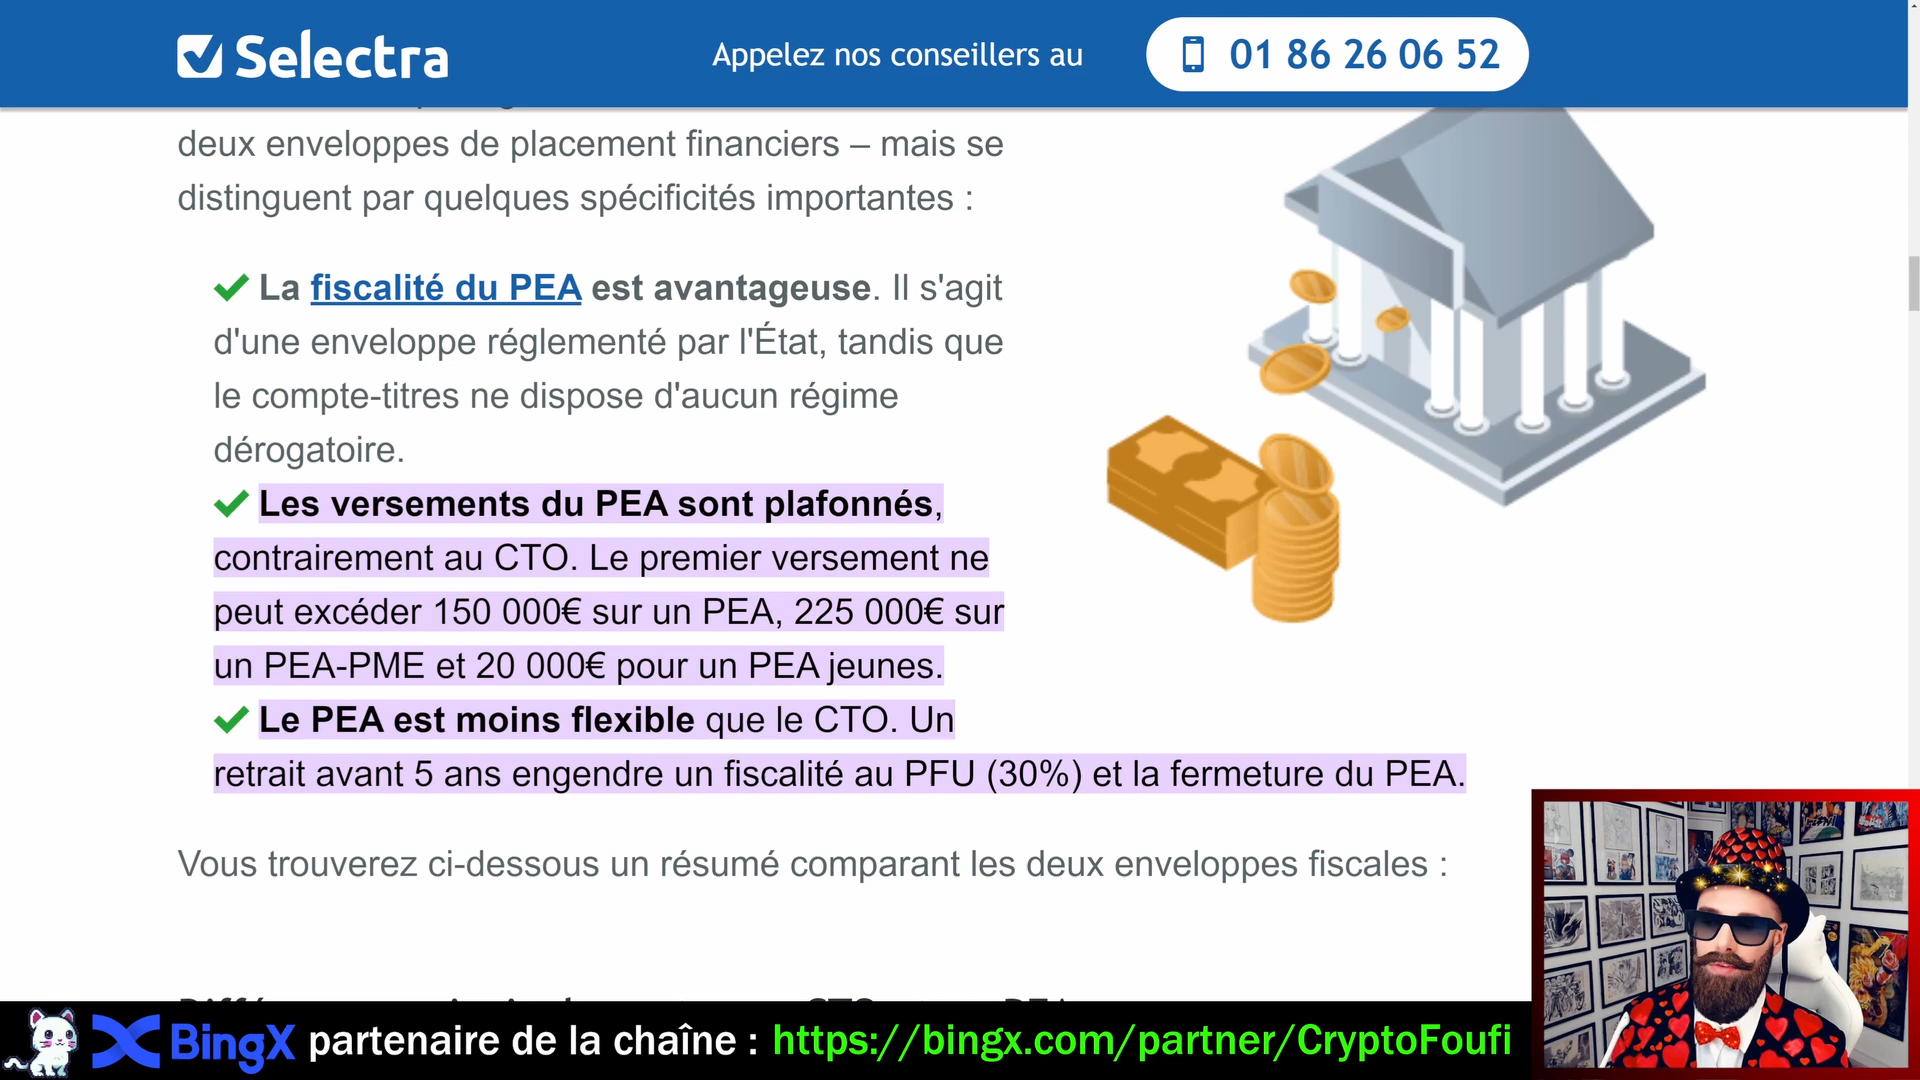 Selectra
Appelez nos conseillers au
01 86 26 06 52
deux enveloppes de placement financiers – mais se
distinguent par quelques spécificités importantes :
La fiscalité du PEA est avantageuse. Il s'agit
d'une enveloppe réglementé par l'État, tandis que
le compte-titres ne dispose d'aucun régime
dérogatoire.
Les versements du PEA sont plafonnés,
contrairement au CTO. Le premier versement ne
peut excéder 150 000€ sur un PEA, 225 000€ sur
un PEA-PME et 20 000€ pour un PEA jeunes.
Le PEA est moins flexible que le CTO. Un
retrait avant 5 ans engendre un fiscalité au PFU (30%) et la fermeture du PEA.
Vous trouverez ci-dessous un résumé comparant les deux enveloppes fiscales :
BingX partenaire de la chaîne : https://bingx.com/partner/CryptoFoufi